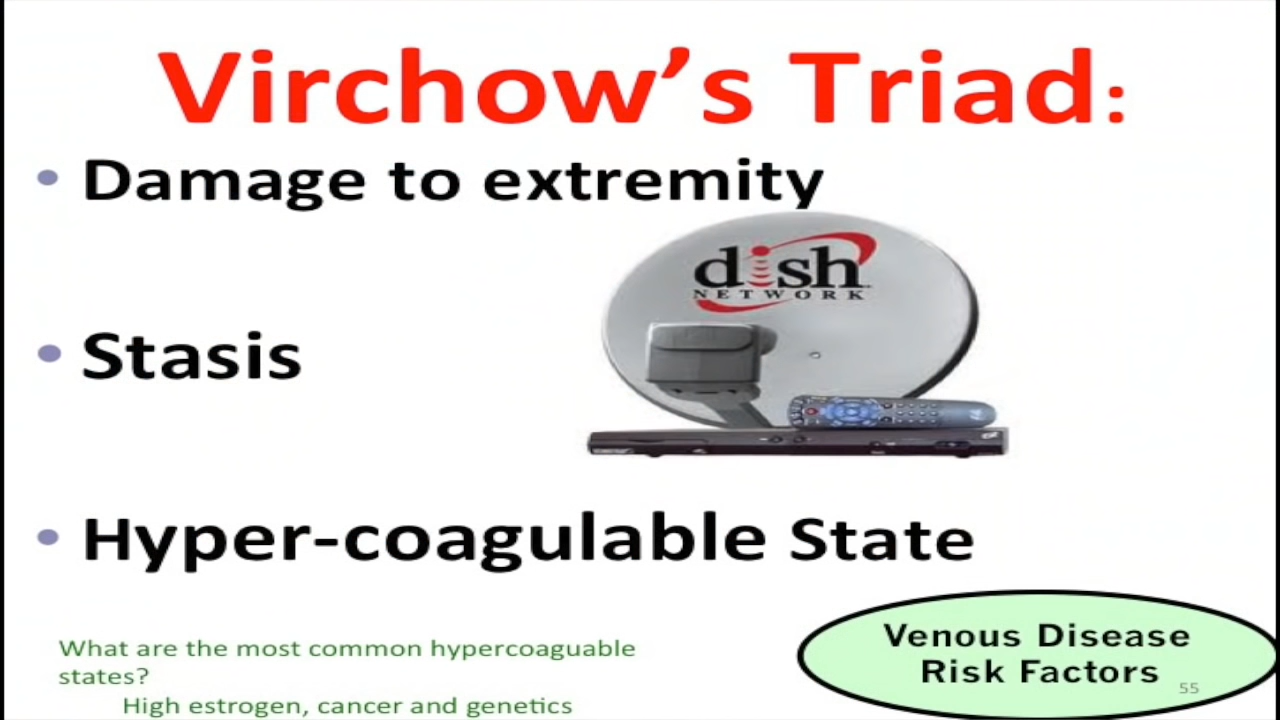 Virchow’s Triad:
• Damage to extremity
dish
NETWORK
• Stasis
• Hyper-coagulable State
What are the most common hypercoaguable
states?
High estrogen, cancer and genetics
Venous Disease
Risk Factors
55